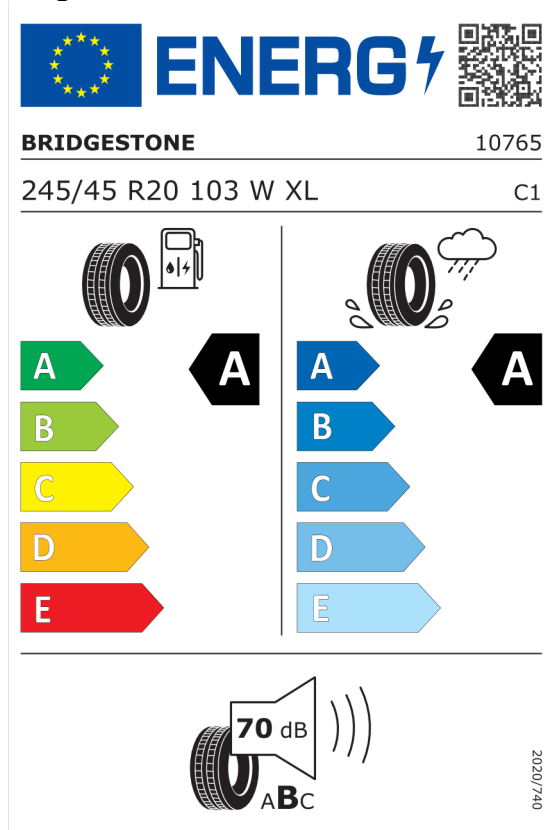 ENERG
BRIDGESTONE 10765
245/45 R20 103 W XL C1
A A A A
B B
C C
D D
E E
70 dB
ABC
2020/740